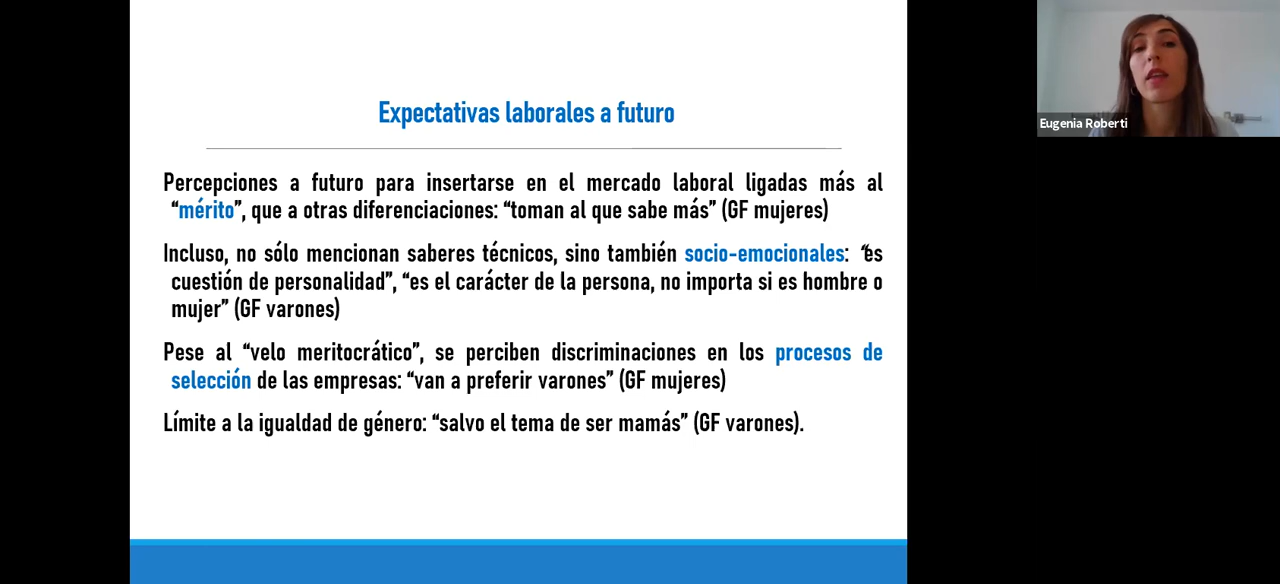 Expectativas laborales a futuro
Percepciones a futuro para insertarse en el mercado laboral ligadas más al
“mérito”, que a otras diferenciaciones: “toman al que sabe más” (GF mujeres)
Incluso, no sólo mencionan saberes técnicos, sino también socio-emocionales: “es
cuestión de personalidad”, “es el carácter de la persona, no importa si es hombre o
mujer” (GF varones)
Pese al “velo meritocrático”, se perciben discriminaciones en los procesos de
selección de las empresas: “van a preferir varones” (GF mujeres)
Límite a la igualdad de género: “salvo el tema de ser mamás” (GF varones).
Eugenia Roberti